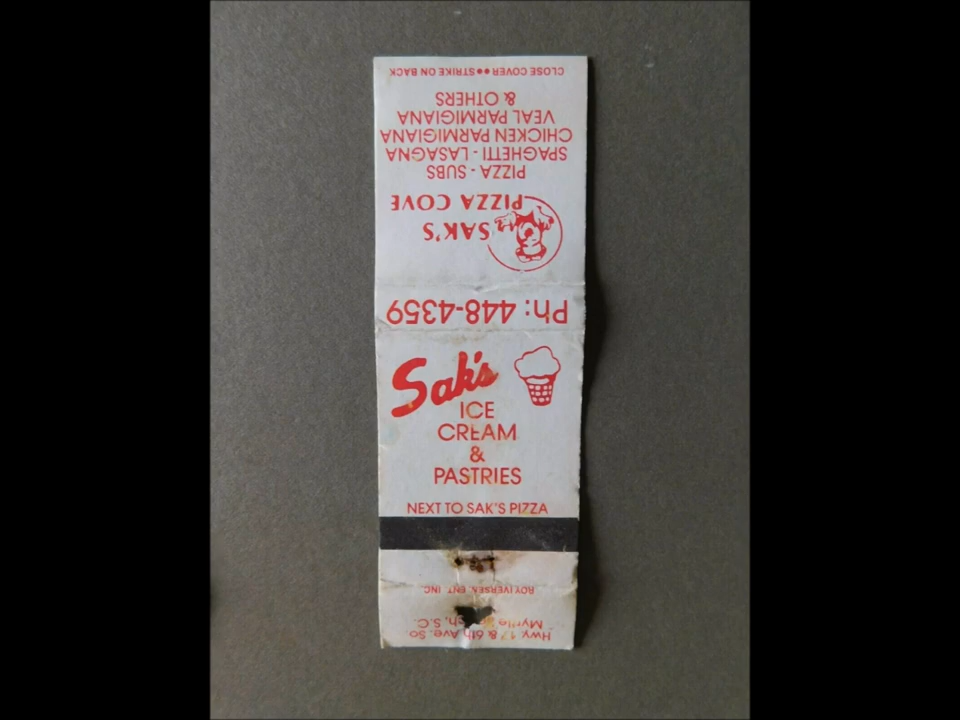 CLOSE COVER●●STRIKE ON BACK
& OTHERS
VEAL PARMIGIANA
CHICKEN PARMIGIANA
SPAGHETTI - LASAGNA
PIZZA - SUBS
PIZZA COVE
SAK'S
Ph: 448-4359
Sak's
ICE
CREAM
&
PASTRIES
NEXT TO SAK'S PIZZA
ROY IVERSEN, ENT. INC.
Myrtle S.C.
Hwy. 17 & 6th Ave. So.